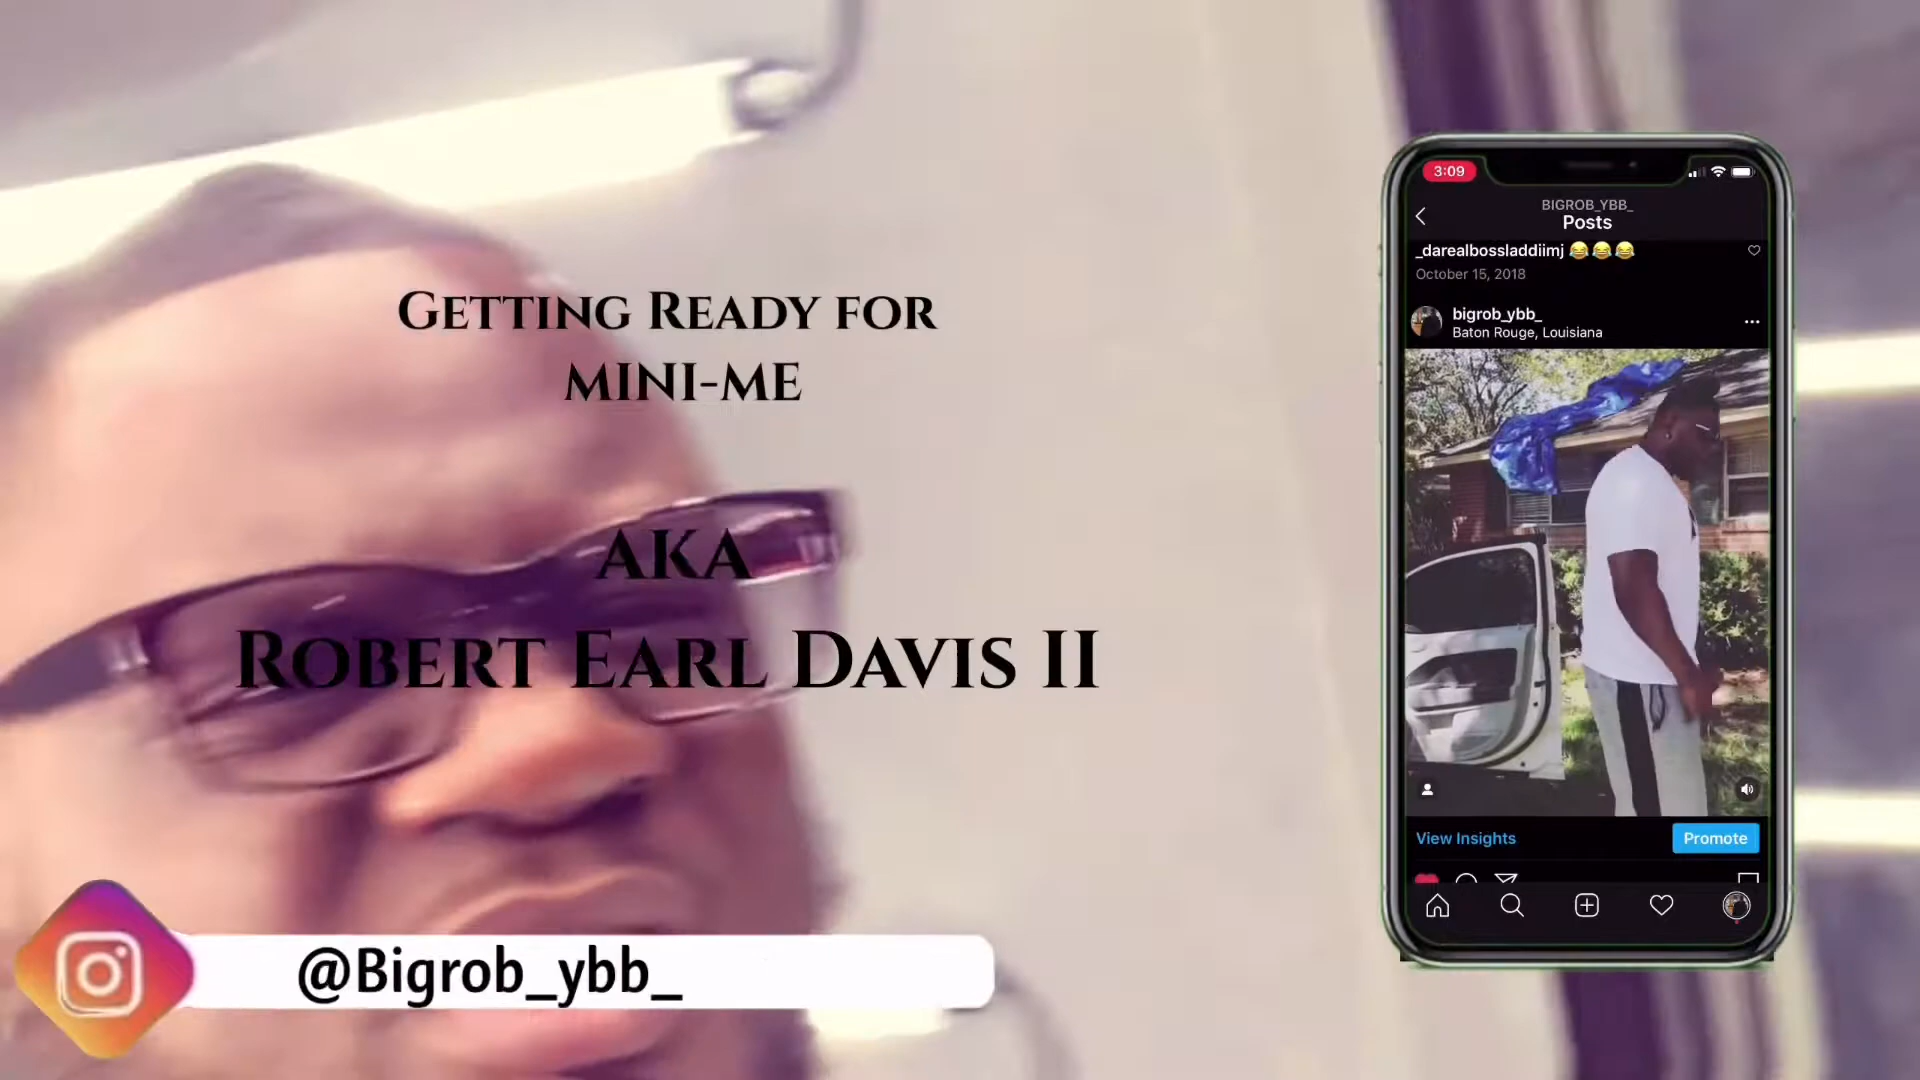 Getting Ready for
mini-me
aka
Robert Earl Davis II
@Bigrob_ybb_
3:09
BIGROB_YBB_
Posts
_darealbossladdiimj 😂😂😂
October 15, 2018
bigrob_ybb_
Baton Rouge, Louisiana
View Insights
Promote